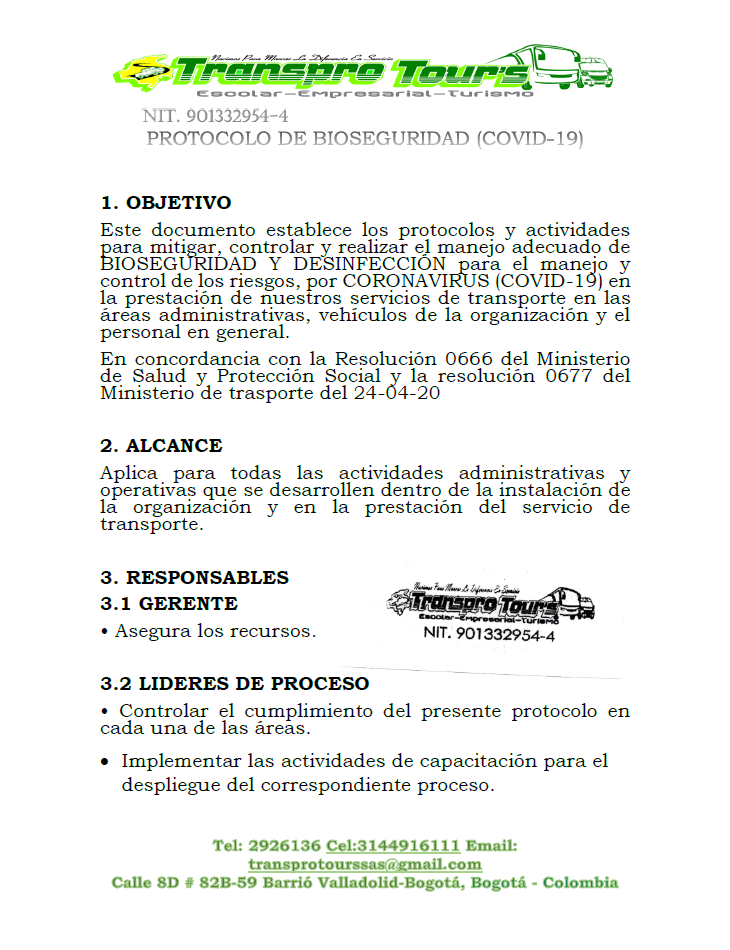 Nacimos Para Marcar La Diferencia En Servicio
Transpro Tour's
Escolar-Empresarial-Turismo
NIT. 901332954-4
PROTOCOLO DE BIOSEGURIDAD (COVID-19)
1. OBJETIVO
Este documento establece los protocolos y actividades
para mitigar, controlar y realizar el manejo adecuado de
BIOSEGURIDAD Y DESINFECCIÓN para el manejo y
control de los riesgos, por CORONAVIRUS (COVID-19) en
la prestación de nuestros servicios de transporte en las
áreas administrativas, vehículos de la organización y el
personal en general.
En concordancia con la Resolución 0666 del Ministerio
de Salud y Protección Social y la resolución 0677 del
Ministerio de trasporte del 24-04-20
2. ALCANCE
Aplica para todas las actividades administrativas y
operativas que se desarrollen dentro de la instalación de
la organización y en la prestación del servicio de
transporte.
3. RESPONSABLES
3.1 GERENTE
• Asegura los recursos.
Nacimos Para Marcar La Diferencia En Servicio
Transpro Tour's
Escolar-Empresarial-Turismo
NIT. 901332954-4
3.2 LIDERES DE PROCESO
• Controlar el cumplimiento del presente protocolo en
cada una de las áreas.
• Implementar las actividades de capacitación para el
despliegue del correspondiente proceso.
Tel: 2926136 Cel:3144916111 Email:
transprotourssas@gmail.com
Calle 8D # 82B-59 Barrió Valladolid-Bogotá, Bogotá - Colombia